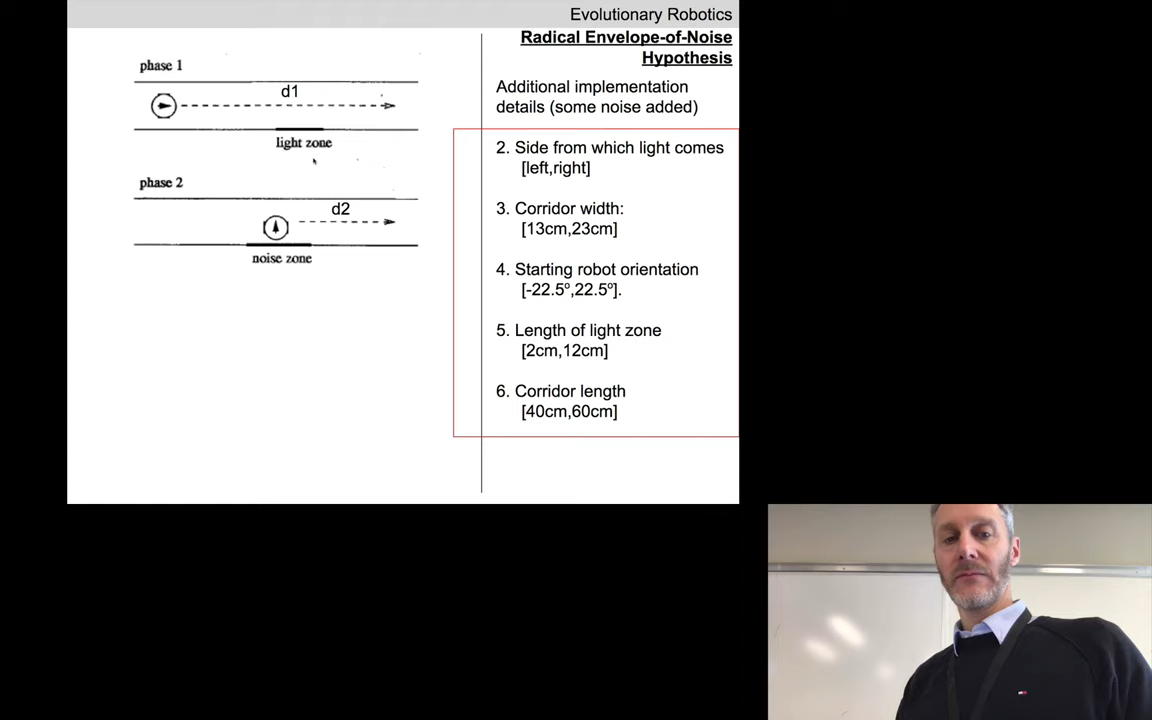 Evolutionary Robotics
Radical Envelope-of-Noise
Hypothesis
phase 1
d1
light zone
phase 2
d2
noise zone
Additional implementation
details (some noise added)
2. Side from which light comes
[left,right]
3. Corridor width:
[13cm,23cm]
4. Starting robot orientation
[-22.5º,22.5º].
5. Length of light zone
[2cm,12cm]
6. Corridor length
[40cm,60cm]